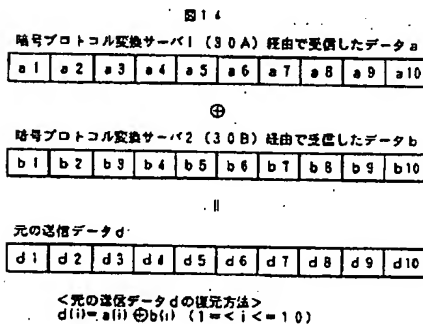 図14
暗号プロトコル変換サーバ1(30A)経由で受信したデータa
a1 a2 a3 a4 a5 a6 a7 a8 a9 a10
⊕
暗号プロトコル変換サーバ2(30B)経由で受信したデータb
b1 b2 b3 b4 b5 b6 b7 b8 b9 b10
||
元の送信データd
d1 d2 d3 d4 d5 d6 d7 d8 d9 d10
<元の送信データdの復元方法>
d(i)=a(i)⊕b(i) (1=<i<=10)